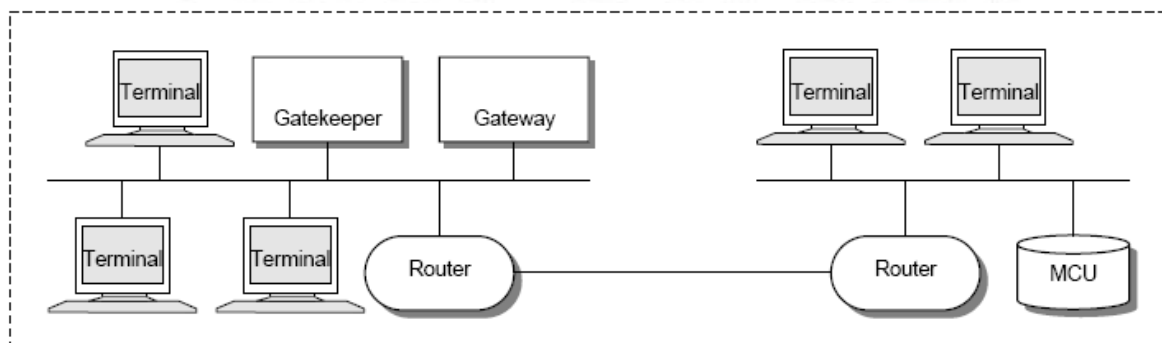 Terminal
Gatekeeper
Gateway
Terminal
Terminal
Terminal
Terminal
Router
Router
MCU